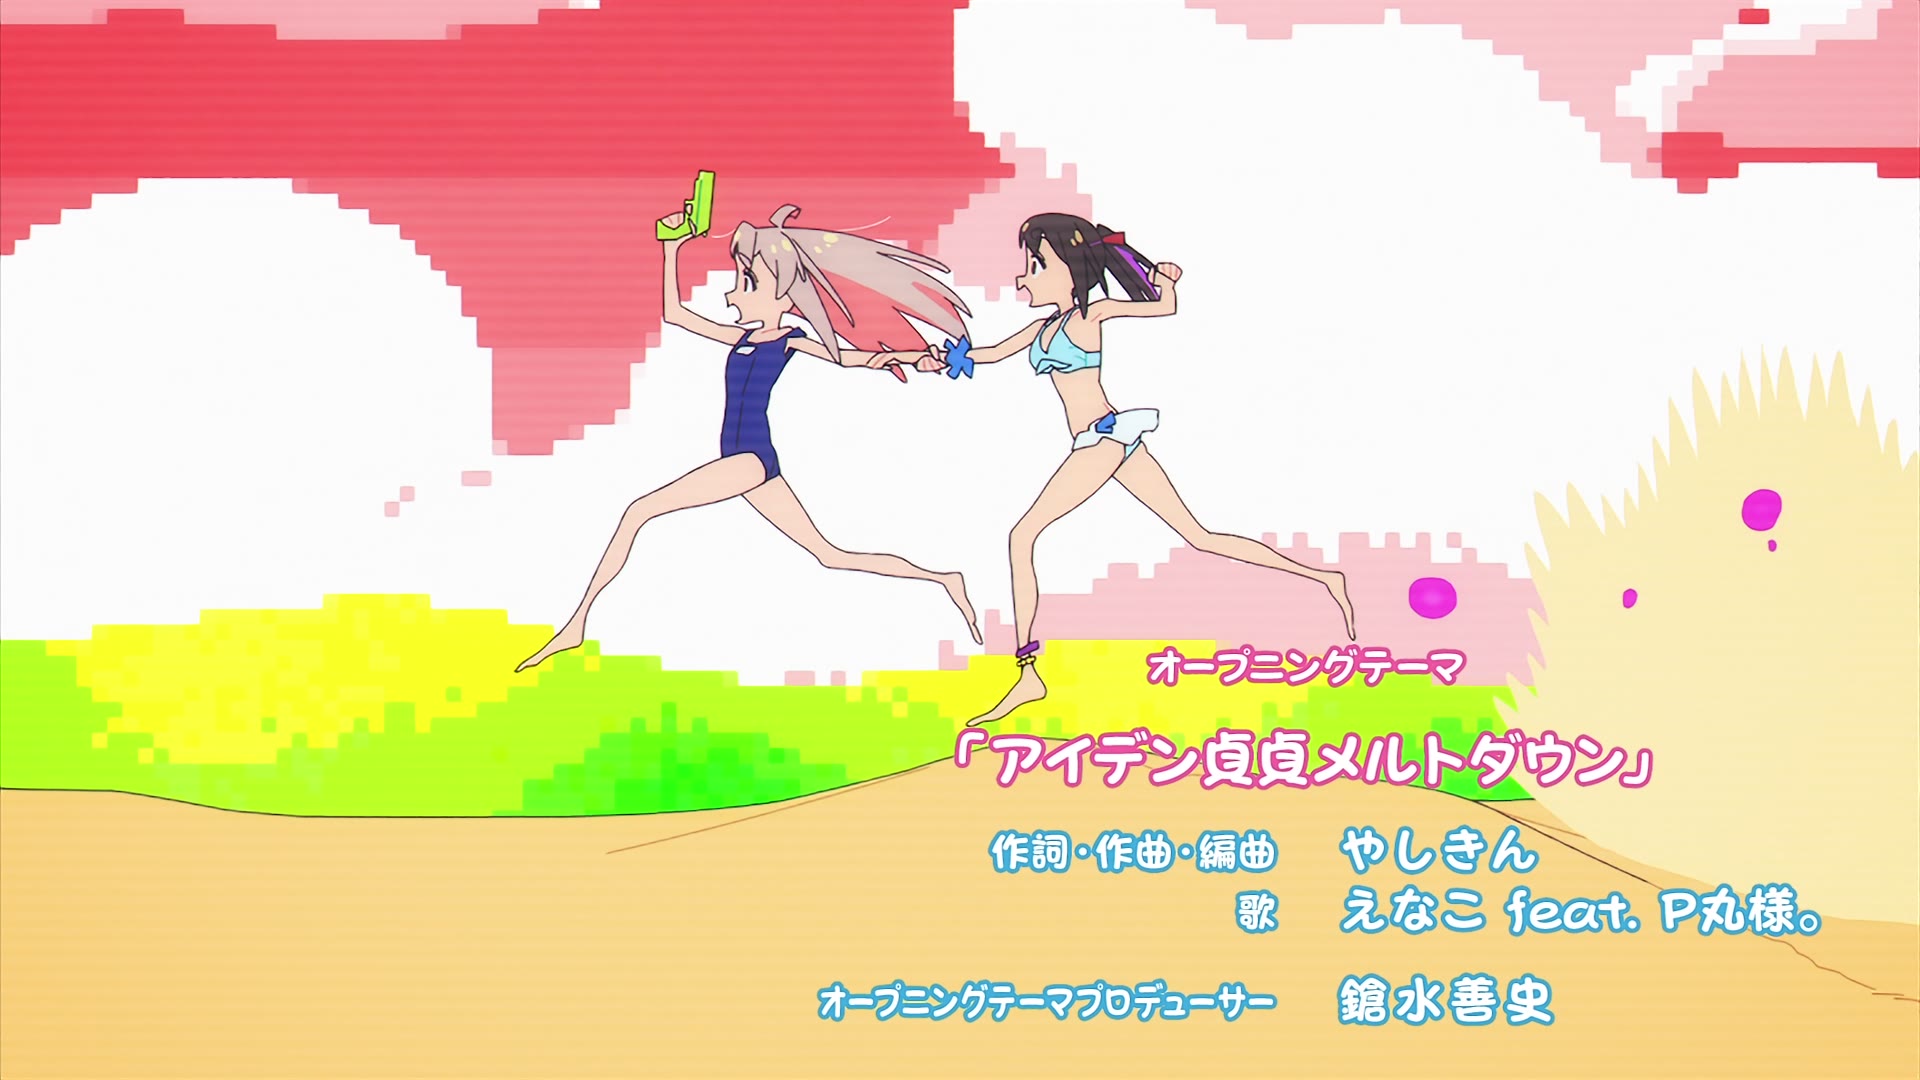 オープニングテーマ
「アイデン貞貞メルトダウン」
作詞・作曲・編曲 やしきん
歌 えなこ feat. P丸様。
オープニングテーマプロデューサー 鎗水善史